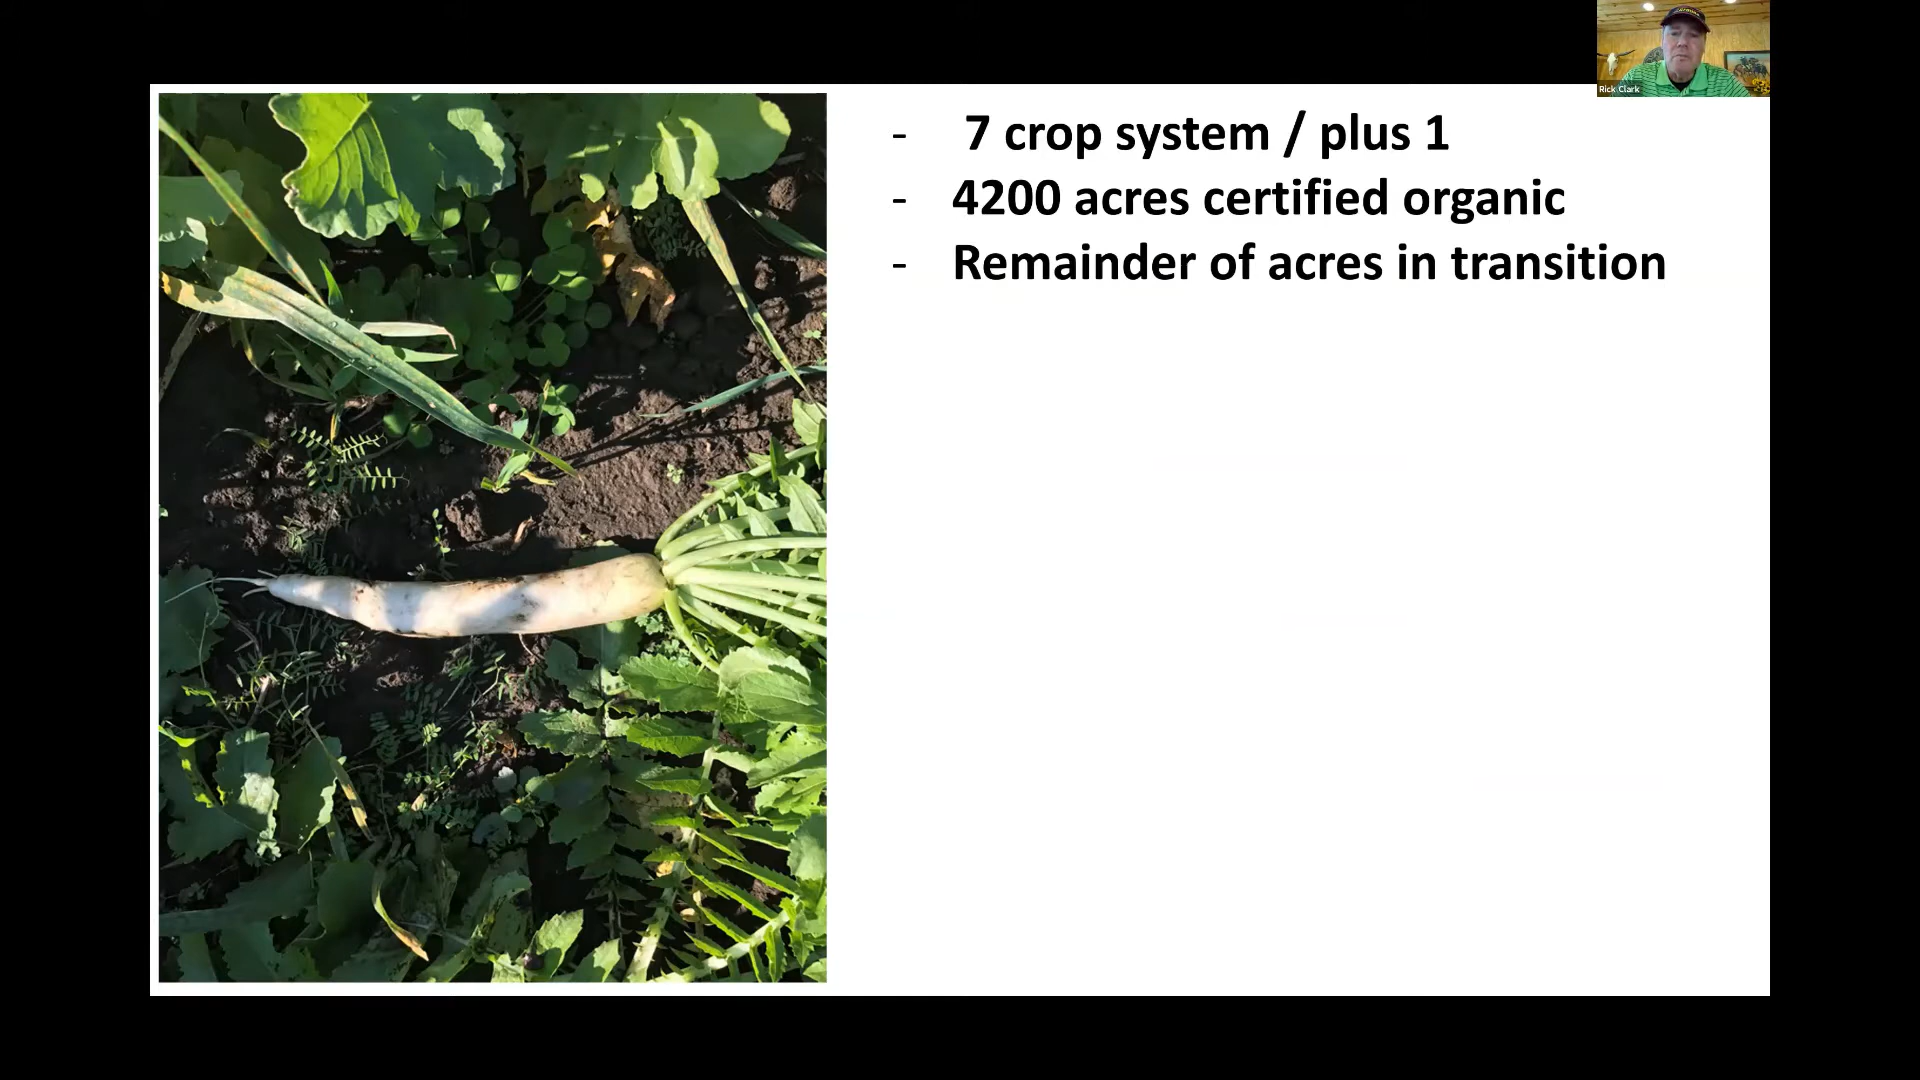 Rick Clark
- 7 crop system / plus 1
- 4200 acres certified organic
- Remainder of acres in transition